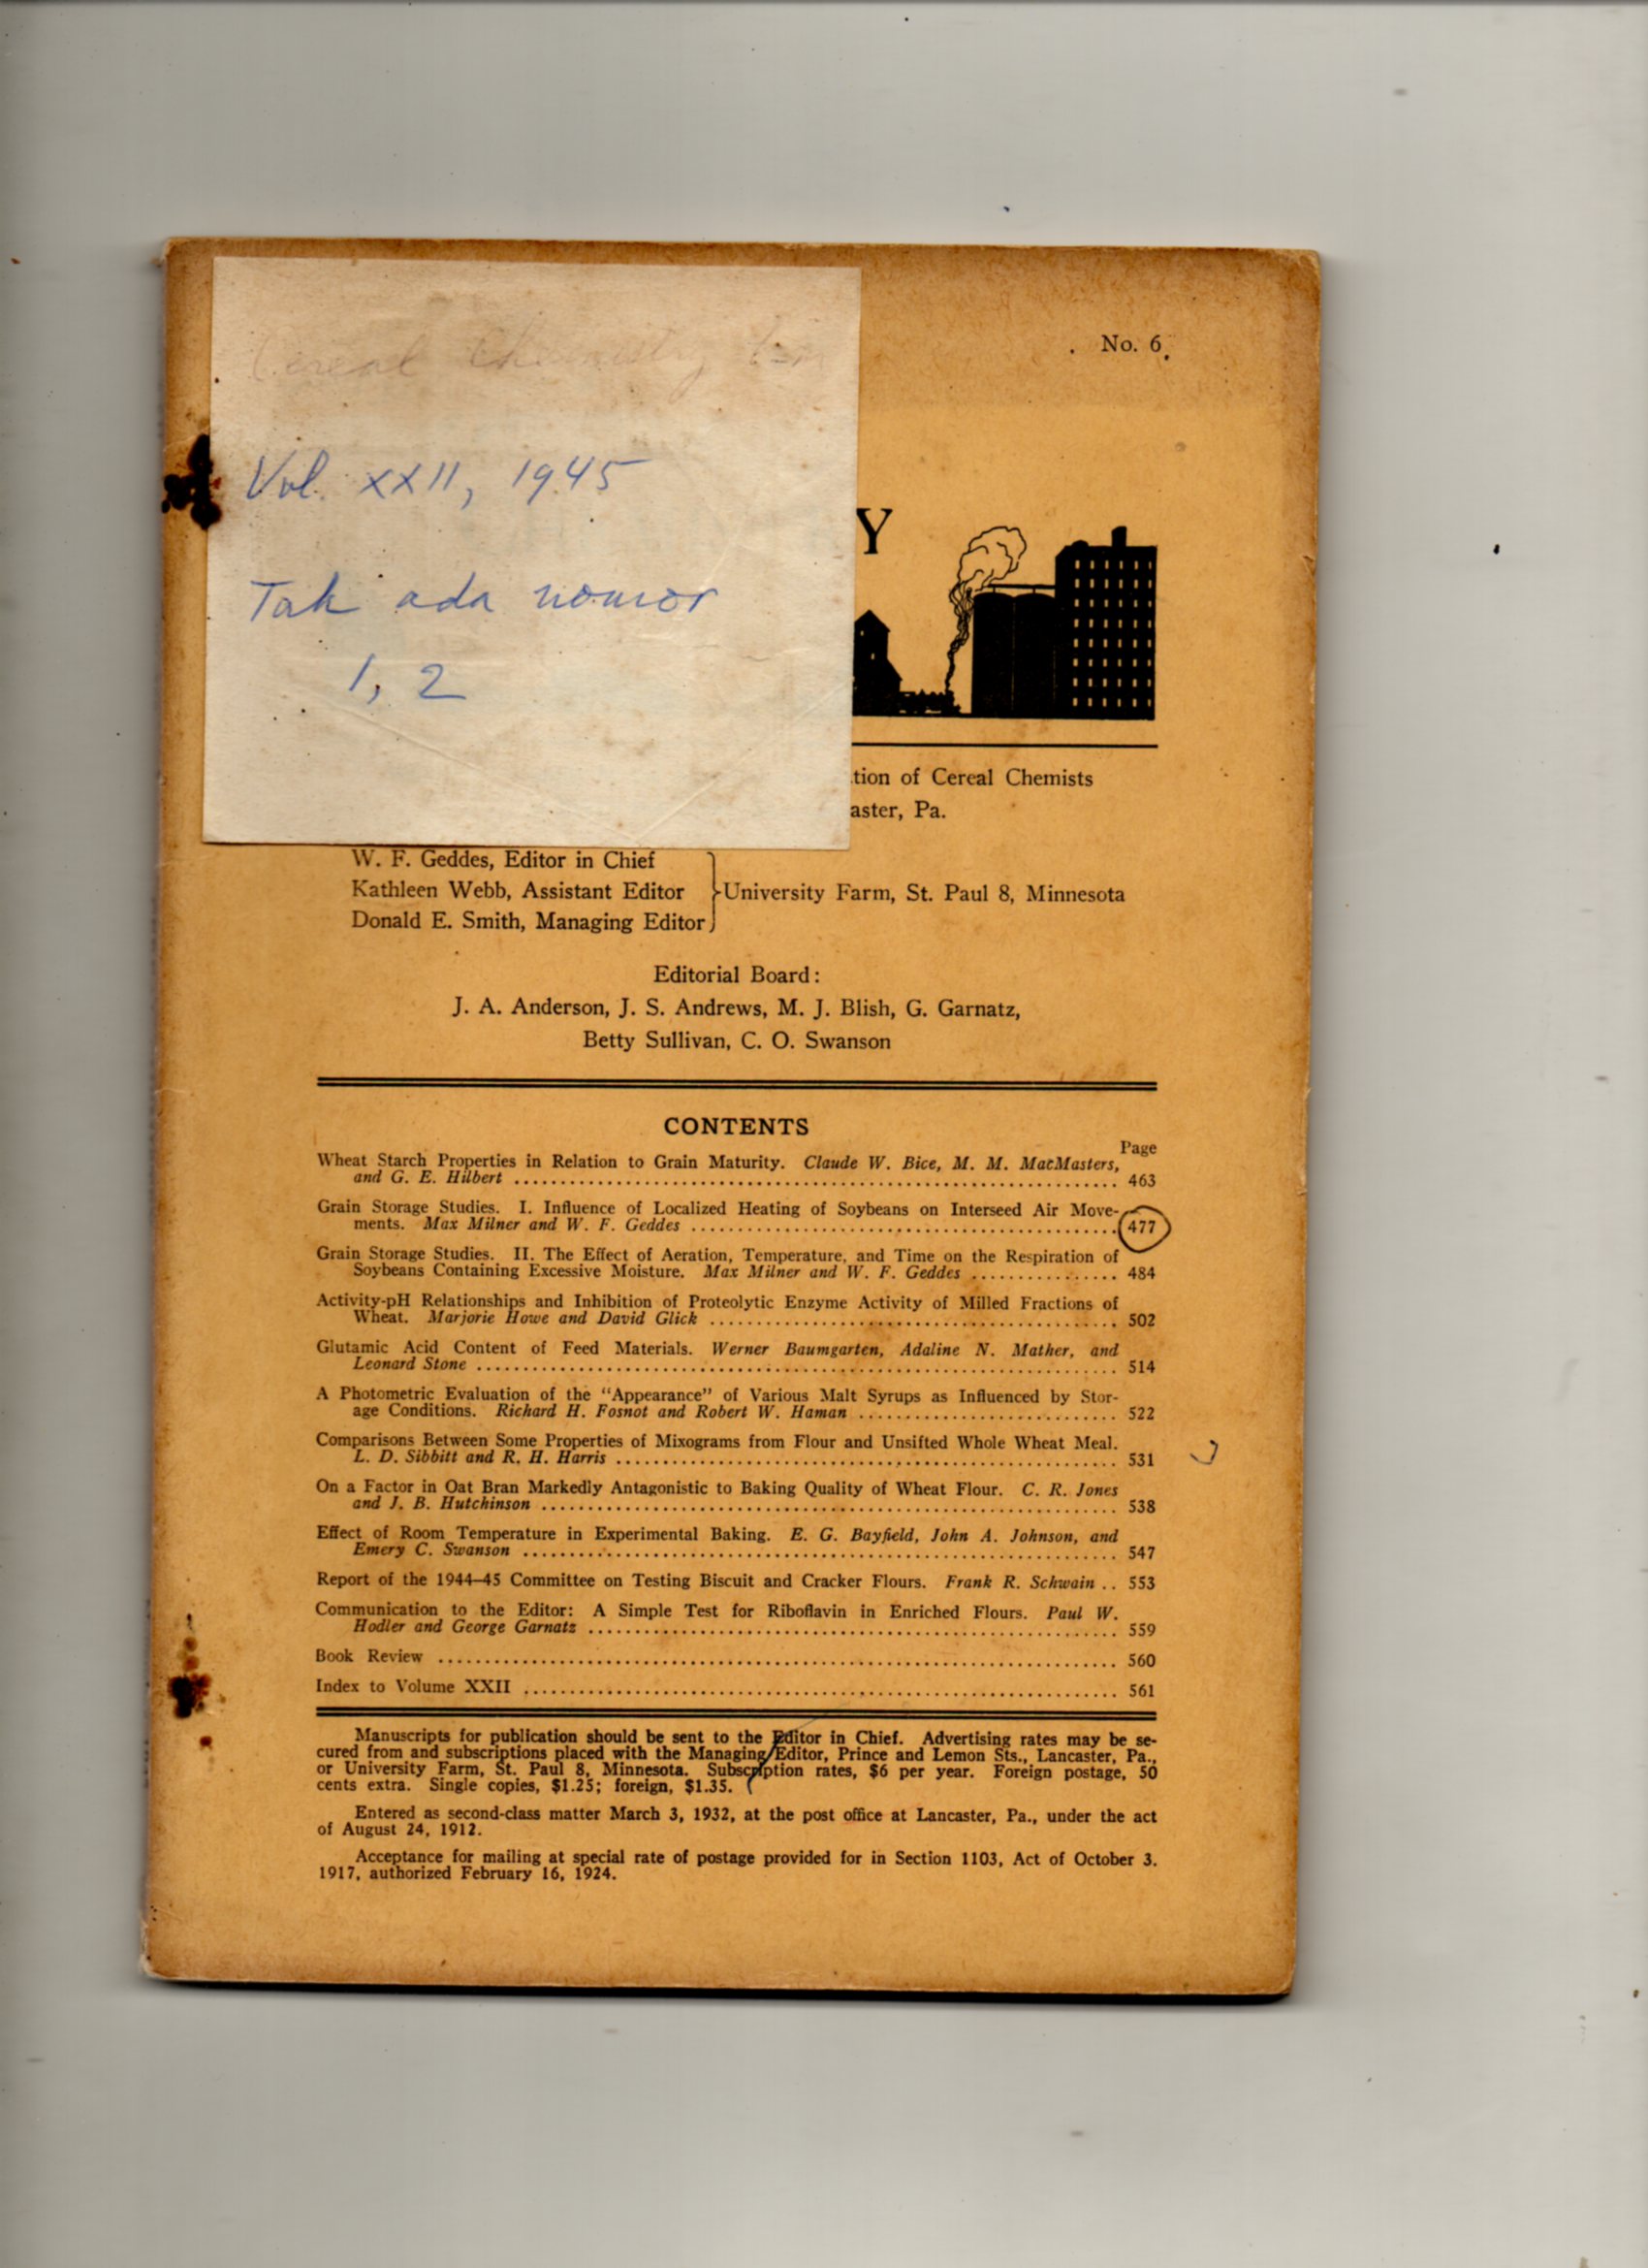 Cereal Chemistry
Vol. XXII, 1945
Tak ada nomor
1, 2
No. 6
Y
tion of Cereal Chemists
aster, Pa.
W. F. Geddes, Editor in Chief
Kathleen Webb, Assistant Editor
Donald E. Smith, Managing Editor
University Farm, St. Paul 8, Minnesota
Editorial Board:
J. A. Anderson, J. S. Andrews, M. J. Blish, G. Garnatz,
Betty Sullivan, C. O. Swanson
CONTENTS
Page
Wheat Starch Properties in Relation to Grain Maturity. Claude W. Bice, M. M. MacMasters,
and G. E. Hilbert ........ 463
Grain Storage Studies. I. Influence of Localized Heating of Soybeans on Interseed Air Move-
ments. Max Milner and W. F. Geddes ........ 477
Grain Storage Studies. II. The Effect of Aeration, Temperature, and Time on the Respiration of
Soybeans Containing Excessive Moisture. Max Milner and W. F. Geddes ........ 484
Activity-pH Relationships and Inhibition of Proteolytic Enzyme Activity of Milled Fractions of
Wheat. Marjorie Howe and David Glick ........ 502
Glutamic Acid Content of Feed Materials. Werner Baumgarten, Adaline N. Mather, and
Leonard Stone ........ 514
A Photometric Evaluation of the "Appearance" of Various Malt Syrups as Influenced by Stor-
age Conditions. Richard H. Fosnot and Robert W. Haman ........ 522
Comparisons Between Some Properties of Mixograms from Flour and Unsifted Whole Wheat Meal.
L. D. Sibbitt and R. H. Harris ........ 531
On a Factor in Oat Bran Markedly Antagonistic to Baking Quality of Wheat Flour. C. R. Jones
and J. B. Hutchinson ........ 538
Effect of Room Temperature in Experimental Baking. E. G. Bayfield, John A. Johnson, and
Emery C. Swanson ........ 547
Report of the 1944–45 Committee on Testing Biscuit and Cracker Flours. Frank R. Schwain .. 553
Communication to the Editor: A Simple Test for Riboflavin in Enriched Flours. Paul W.
Hodler and George Garnatz ........ 559
Book Review ........ 560
Index to Volume XXII ........ 561
Manuscripts for publication should be sent to the Editor in Chief. Advertising rates may be se-
cured from and subscriptions placed with the Managing Editor, Prince and Lemon Sts., Lancaster, Pa.,
or University Farm, St. Paul 8, Minnesota. Subscription rates, $6 per year. Foreign postage, 50
cents extra. Single copies, $1.25; foreign, $1.35.
Entered as second-class matter March 3, 1932, at the post office at Lancaster, Pa., under the act
of August 24, 1912.
Acceptance for mailing at special rate of postage provided for in Section 1103, Act of October 3.
1917, authorized February 16, 1924.